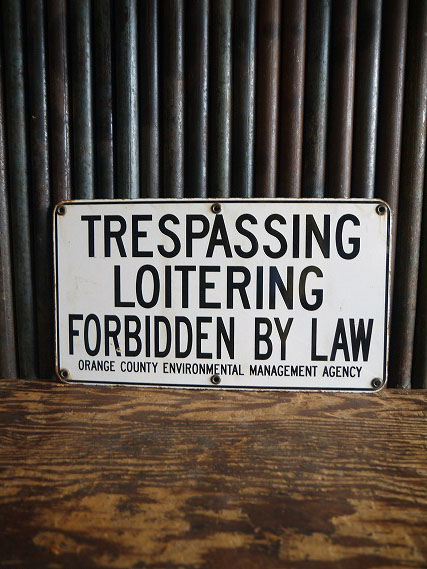 TRESPASSING
LOITERING
FORBIDDEN BY LAW
ORANGE COUNTY ENVIRONMENTAL MANAGEMENT AGENCY